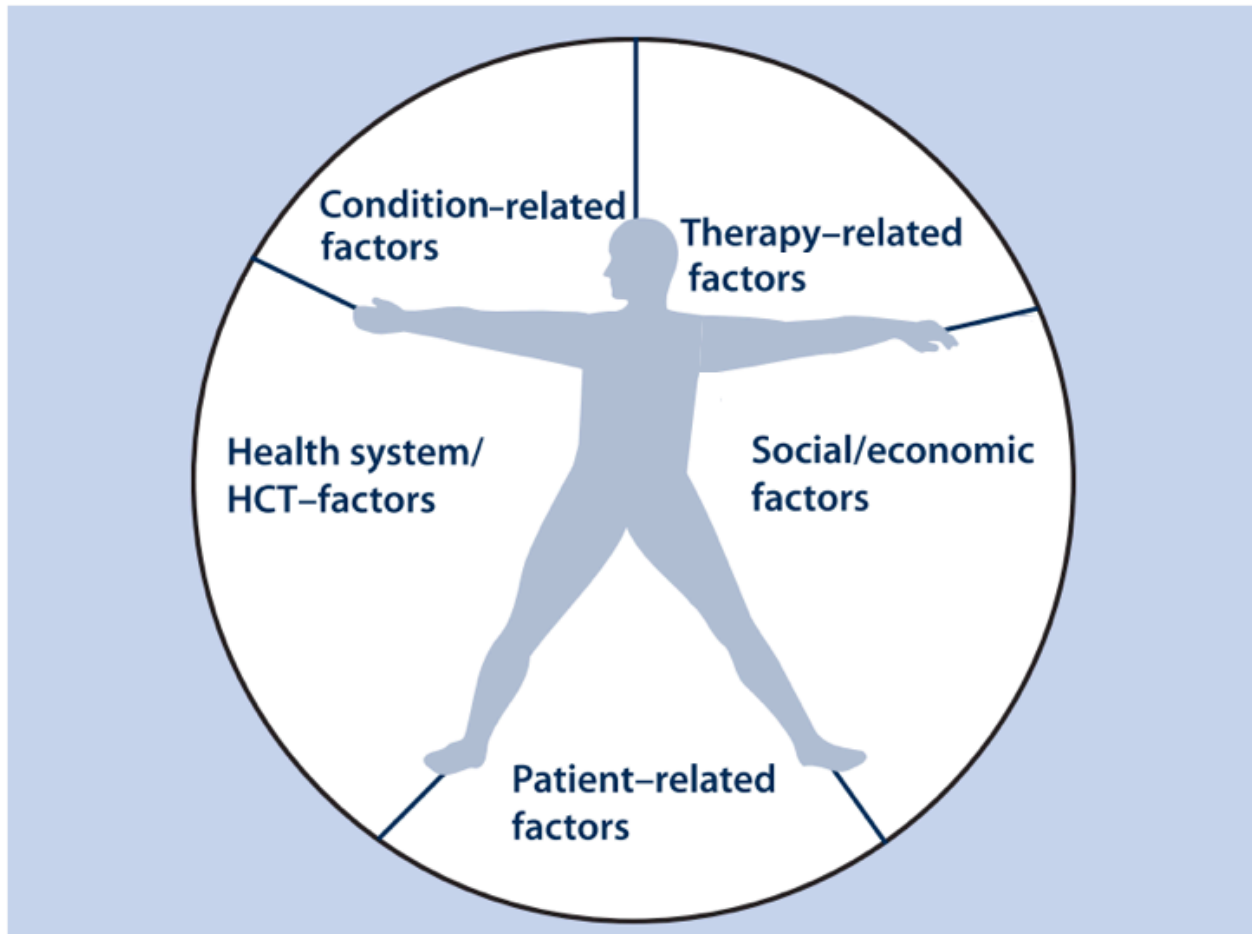 Condition–related
factors
Therapy–related
factors
Health system/
HCT–factors
Social/economic
factors
Patient–related
factors